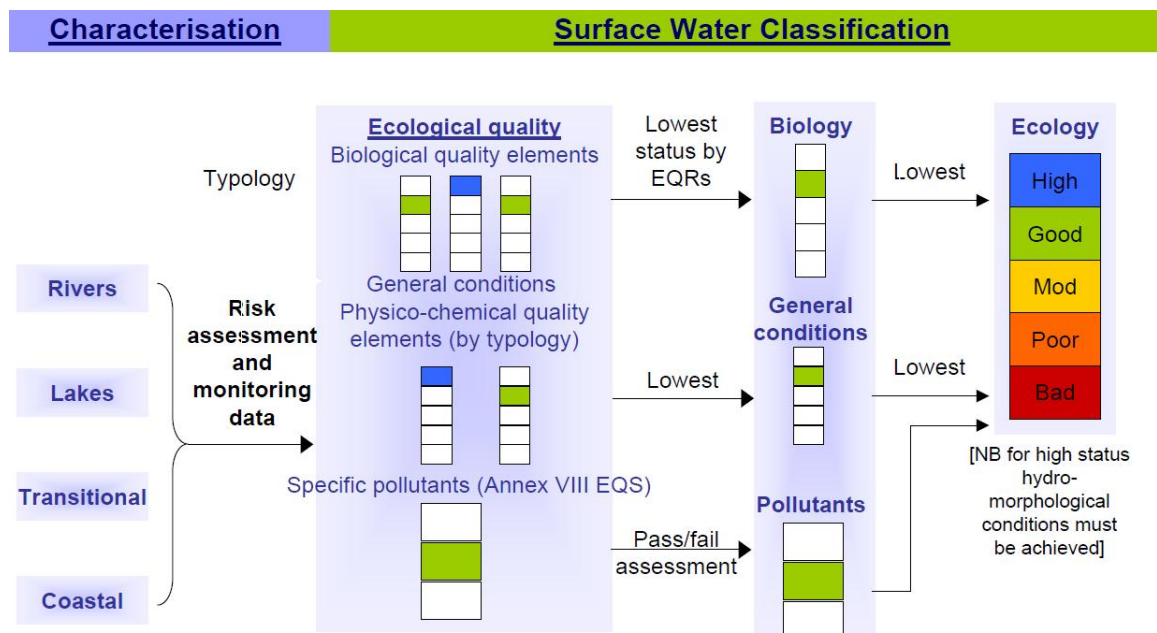 Characterisation
Surface Water Classification
Typology
Rivers
Lakes
Transitional
Coastal
Risk
assessment
and
monitoring
data
Ecological quality
Biological quality elements
General conditions
Physico-chemical quality
elements (by typology)
Specific pollutants (Annex VIII EQS)
Lowest
status by
EQRs
Lowest
Pass/fail
assessment
Biology
General
conditions
Pollutants
Lowest
Lowest
Ecology
High
Good
Mod
Poor
Bad
[NB for high status
hydro-
morphological
conditions must
be achieved]